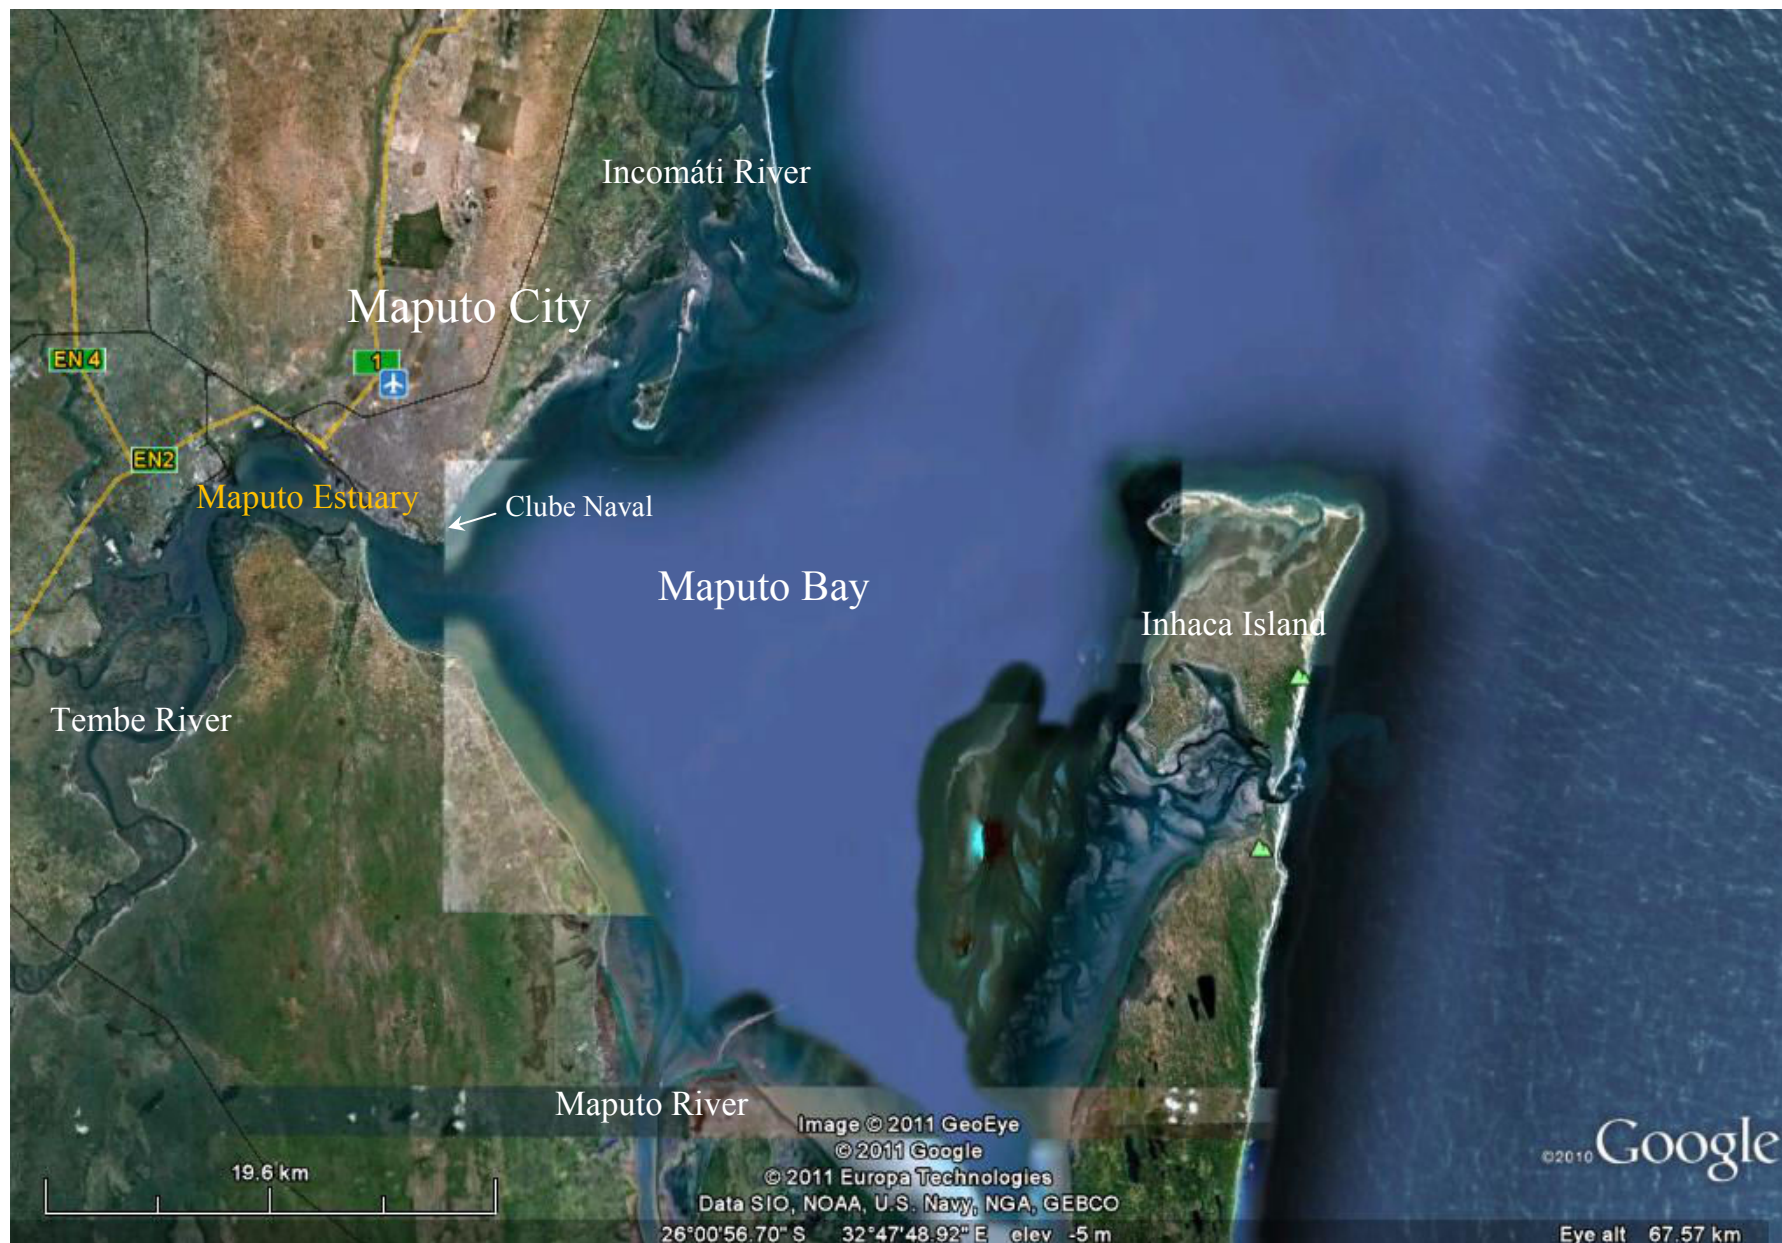 Incomáti River
Maputo City
EN 4
1
EN2
Maputo Estuary
Clube Naval
Maputo Bay
Inhaca Island
Tembe River
Maputo River
Image © 2011 GeoEye
© 2011 Google
© 2011 Europa Technologies
Data SIO, NOAA, U.S. Navy, NGA, GEBCO
©2010 Google
19.6 km
26°00'56.70" S 32°47'48.92" E elev -5 m
Eye alt 67.57 km